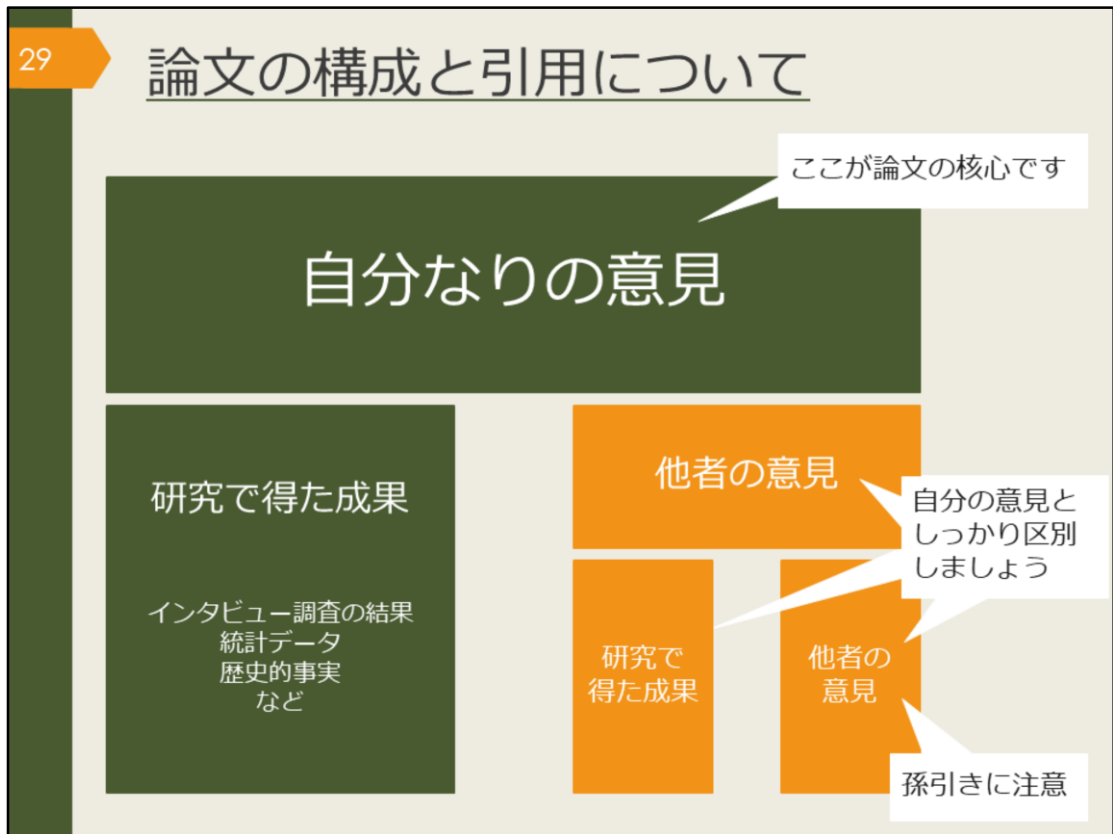 29
論文の構成と引用について
ここが論文の核心です
自分なりの意見
研究で得た成果
インタビュー調査の結果
統計データ
歴史的事実
など
他者の意見
自分の意見と
しっかり区別
しましょう
研究で
得た成果
他者の
意見
孫引きに注意